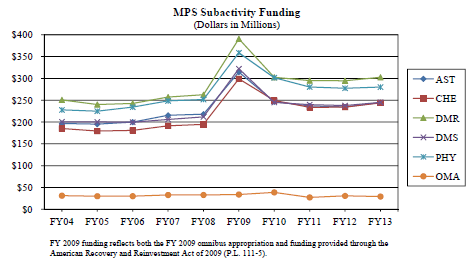 MPS Subactivity Funding
(Dollars in Millions)
$400
$350
$300
$250
$200
$150
$100
$50
$0
FY04 FY05 FY06 FY07 FY08 FY09 FY10 FY11 FY12 FY13
AST
CHE
DMR
DMS
PHY
OMA
FY 2009 funding reflects both the FY 2009 omnibus appropriation and funding provided through the
American Recovery and Reinvestment Act of 2009 (P.L. 111-5).